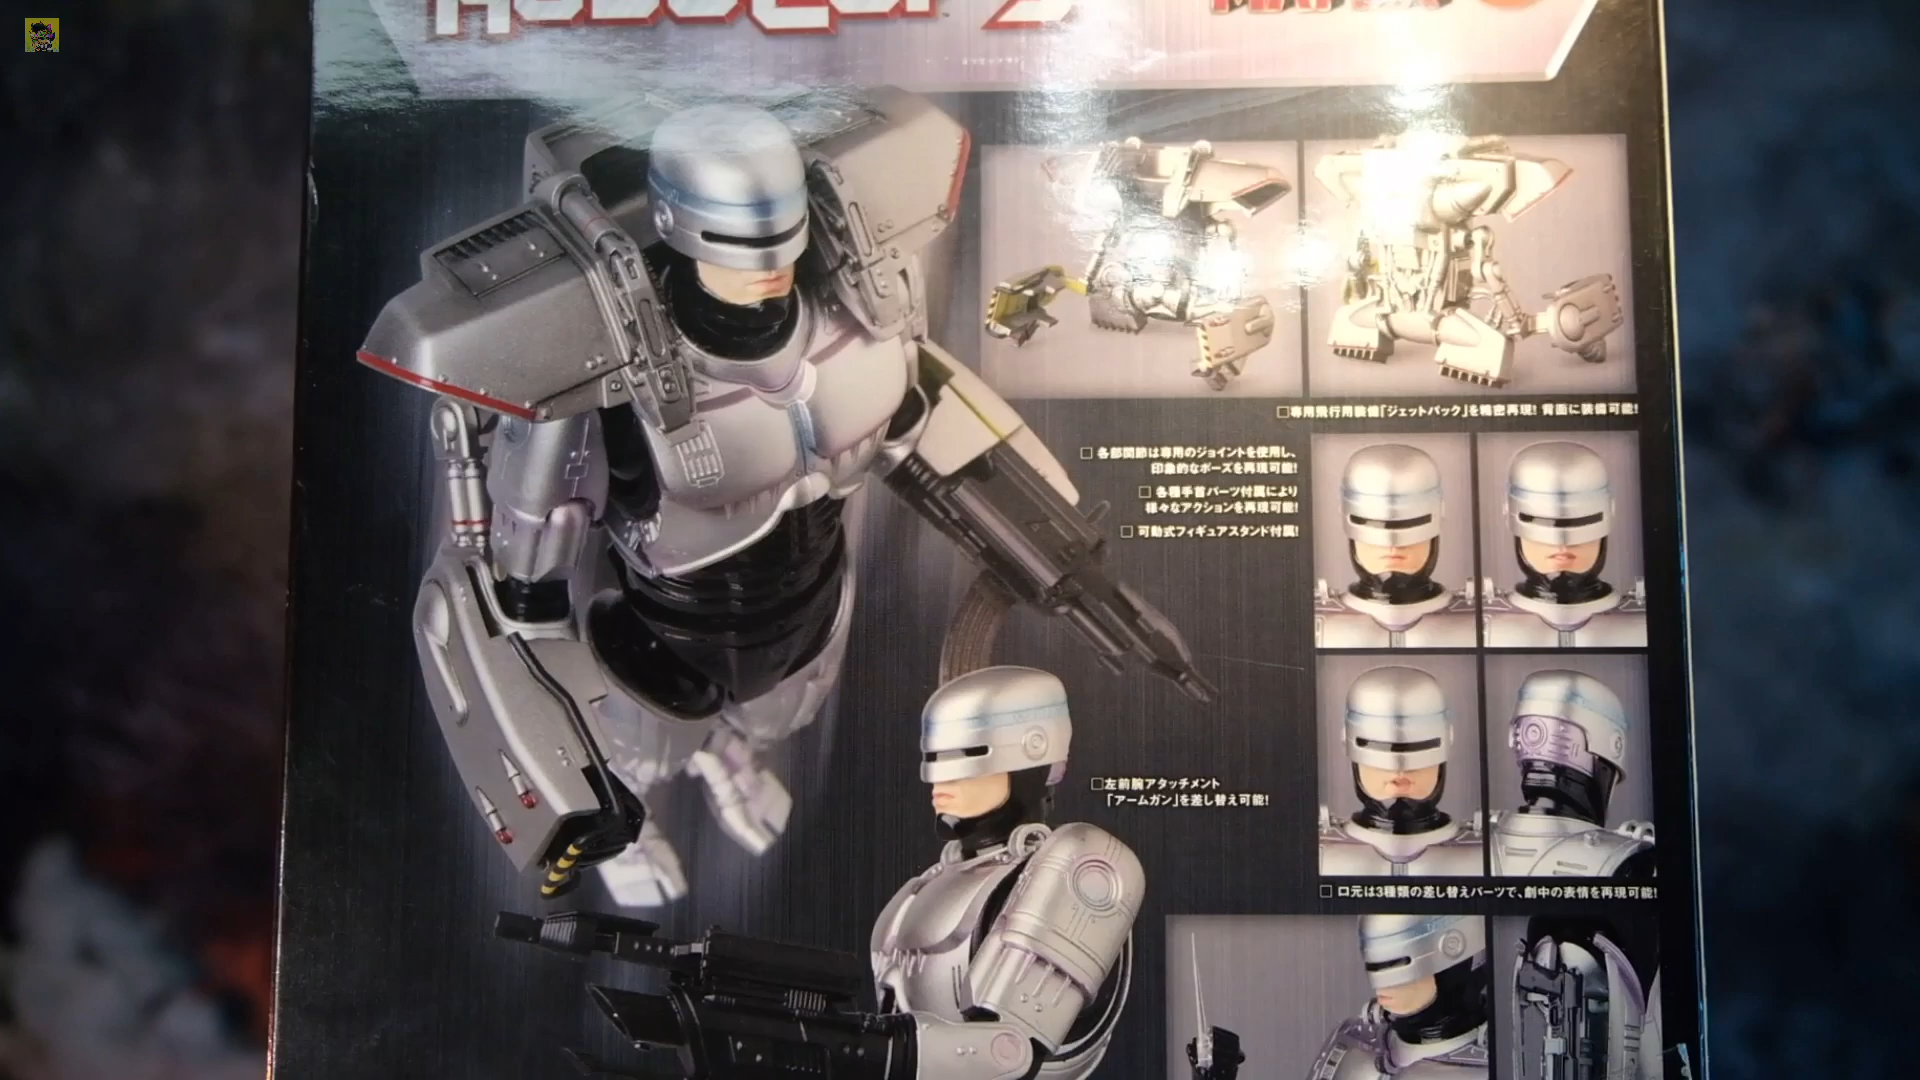 ROBOCOP 3
MAFEX
□専用飛行用装備「ジェットパック」を精密再現! 背面に装備可能!
□ 各部関節は専用のジョイントを使用し、
印象的なポーズを再現可能!
□ 各種手首パーツ付属により
様々なアクションを再現可能!
□ 可動式フィギュアスタンド付属!
□左前腕アタッチメント
「アームガン」を差し替え可能!
□ 口元は3種類の差し替えパーツで、劇中の表情を再現可能!